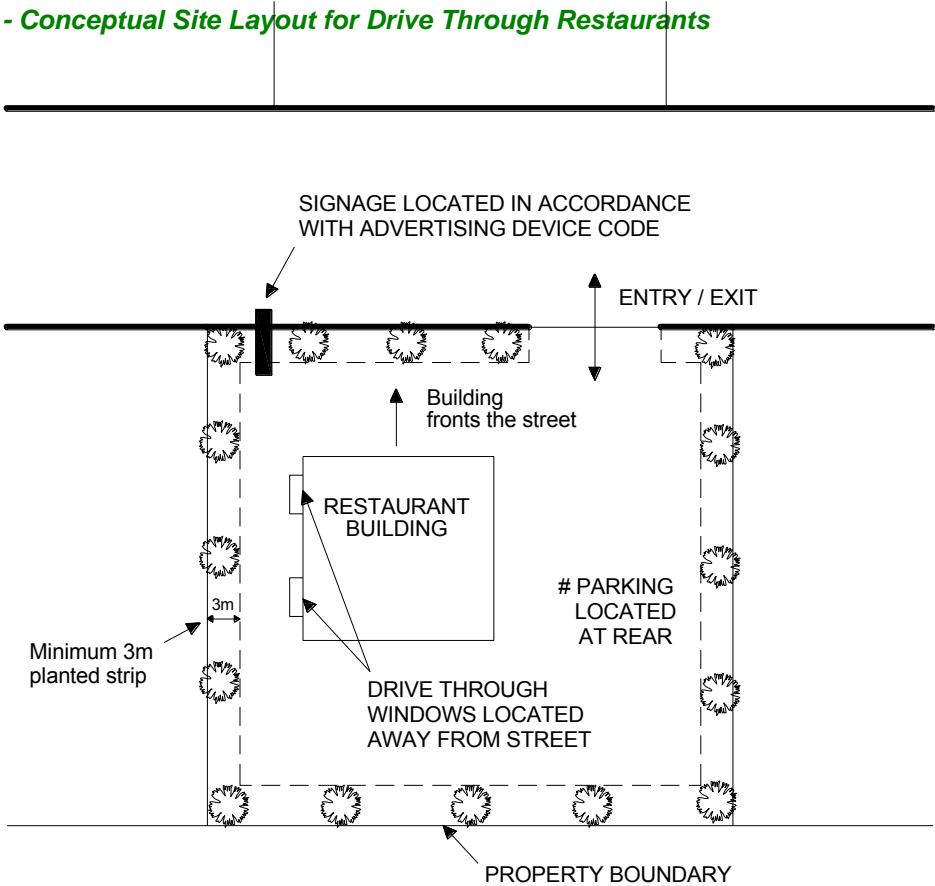 - Conceptual Site Layout for Drive Through Restaurants
SIGNAGE LOCATED IN ACCORDANCE
WITH ADVERTISING DEVICE CODE
ENTRY / EXIT
Building
fronts the street
RESTAURANT
BUILDING
# PARKING
LOCATED
AT REAR
3m
Minimum 3m
planted strip
DRIVE THROUGH
WINDOWS LOCATED
AWAY FROM STREET
PROPERTY BOUNDARY